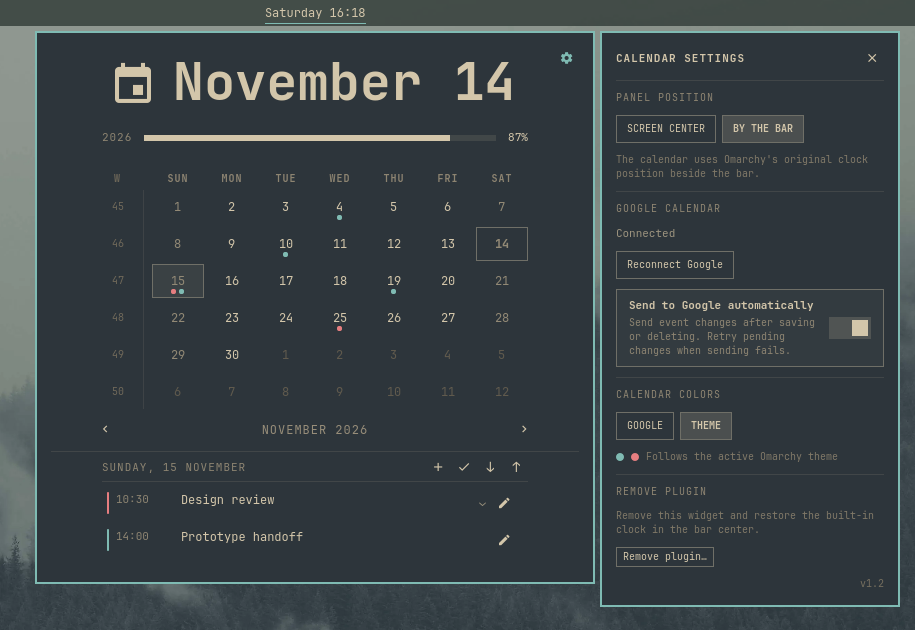 Saturday 16:18
November 14
2026 87%
W SUN MON TUE WED THU FRI SAT
45 1 2 3 4 5 6 7
46 8 9 10 11 12 13 14
47 15 16 17 18 19 20 21
48 22 23 24 25 26 27 28
49 29 30 1 2 3 4 5
50 6 7 8 9 10 11 12
NOVEMBER 2026
SUNDAY, 15 NOVEMBER
10:30 Design review
14:00 Prototype handoff
CALENDAR SETTINGS
PANEL POSITION
SCREEN CENTER BY THE BAR
The calendar uses Omarchy's original clock
position beside the bar.
GOOGLE CALENDAR
Connected
Reconnect Google
Send to Google automatically
Send event changes after saving
or deleting. Retry pending
changes when sending fails.
CALENDAR COLORS
GOOGLE THEME
Follows the active Omarchy theme
REMOVE PLUGIN
Remove this widget and restore the built-in
clock in the bar center.
Remove plugin…
v1.2